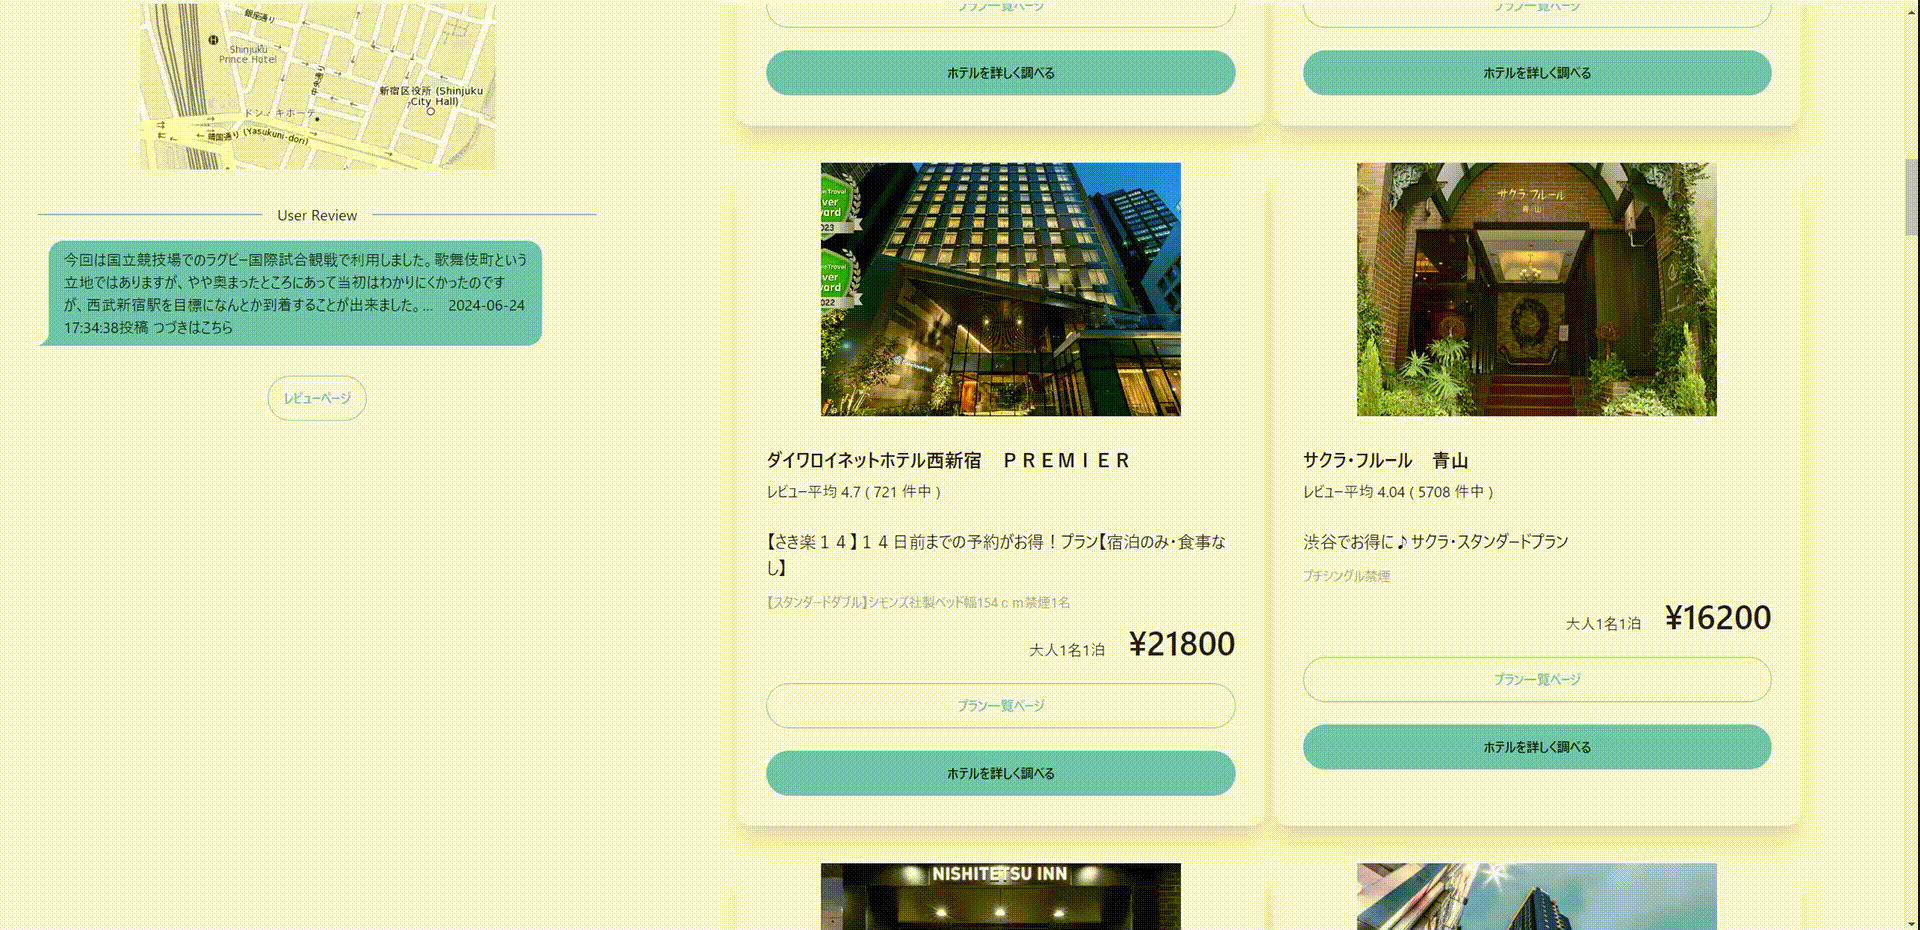 銀座通り
Shinjuku
Prince Hotel
中央通り
新宿区役所 (Shinjuku
City Hall)
靖国通り (Yasukuni-dori)
User Review
今回は国立競技場でのラグビー国際試合観戦で利用しました。歌舞伎町という
立地ではありますが、やや奥まったところにあって当初はわかりにくかったのです
が、西武新宿駅を目標になんとか到着することが出来ました。... 2024-06-24
17:34:38投稿 つづきはこちら
レビューページ
プラン一覧ページ
ホテルを詳しく調べる
ダイワロイネットホテル西新宿　ＰＲＥＭＩＥＲ
レビュー平均 4.7 ( 721 件中 )
【さき楽１４】１４日前までの予約がお得！プラン【宿泊のみ・食事な
し】
【スタンダードダブル】シモンズ社製ベッド幅154ｃｍ禁煙1名
大人1名1泊 ¥21800
プラン一覧ページ
ホテルを詳しく調べる
NISHITETSU INN
プラン一覧ページ
ホテルを詳しく調べる
サクラ・フルール
青山
サクラ・フルール　青山
レビュー平均 4.04 ( 5708 件中 )
渋谷でお得に♪サクラ・スタンダードプラン
プチシングル禁煙
大人1名1泊 ¥16200
プラン一覧ページ
ホテルを詳しく調べる